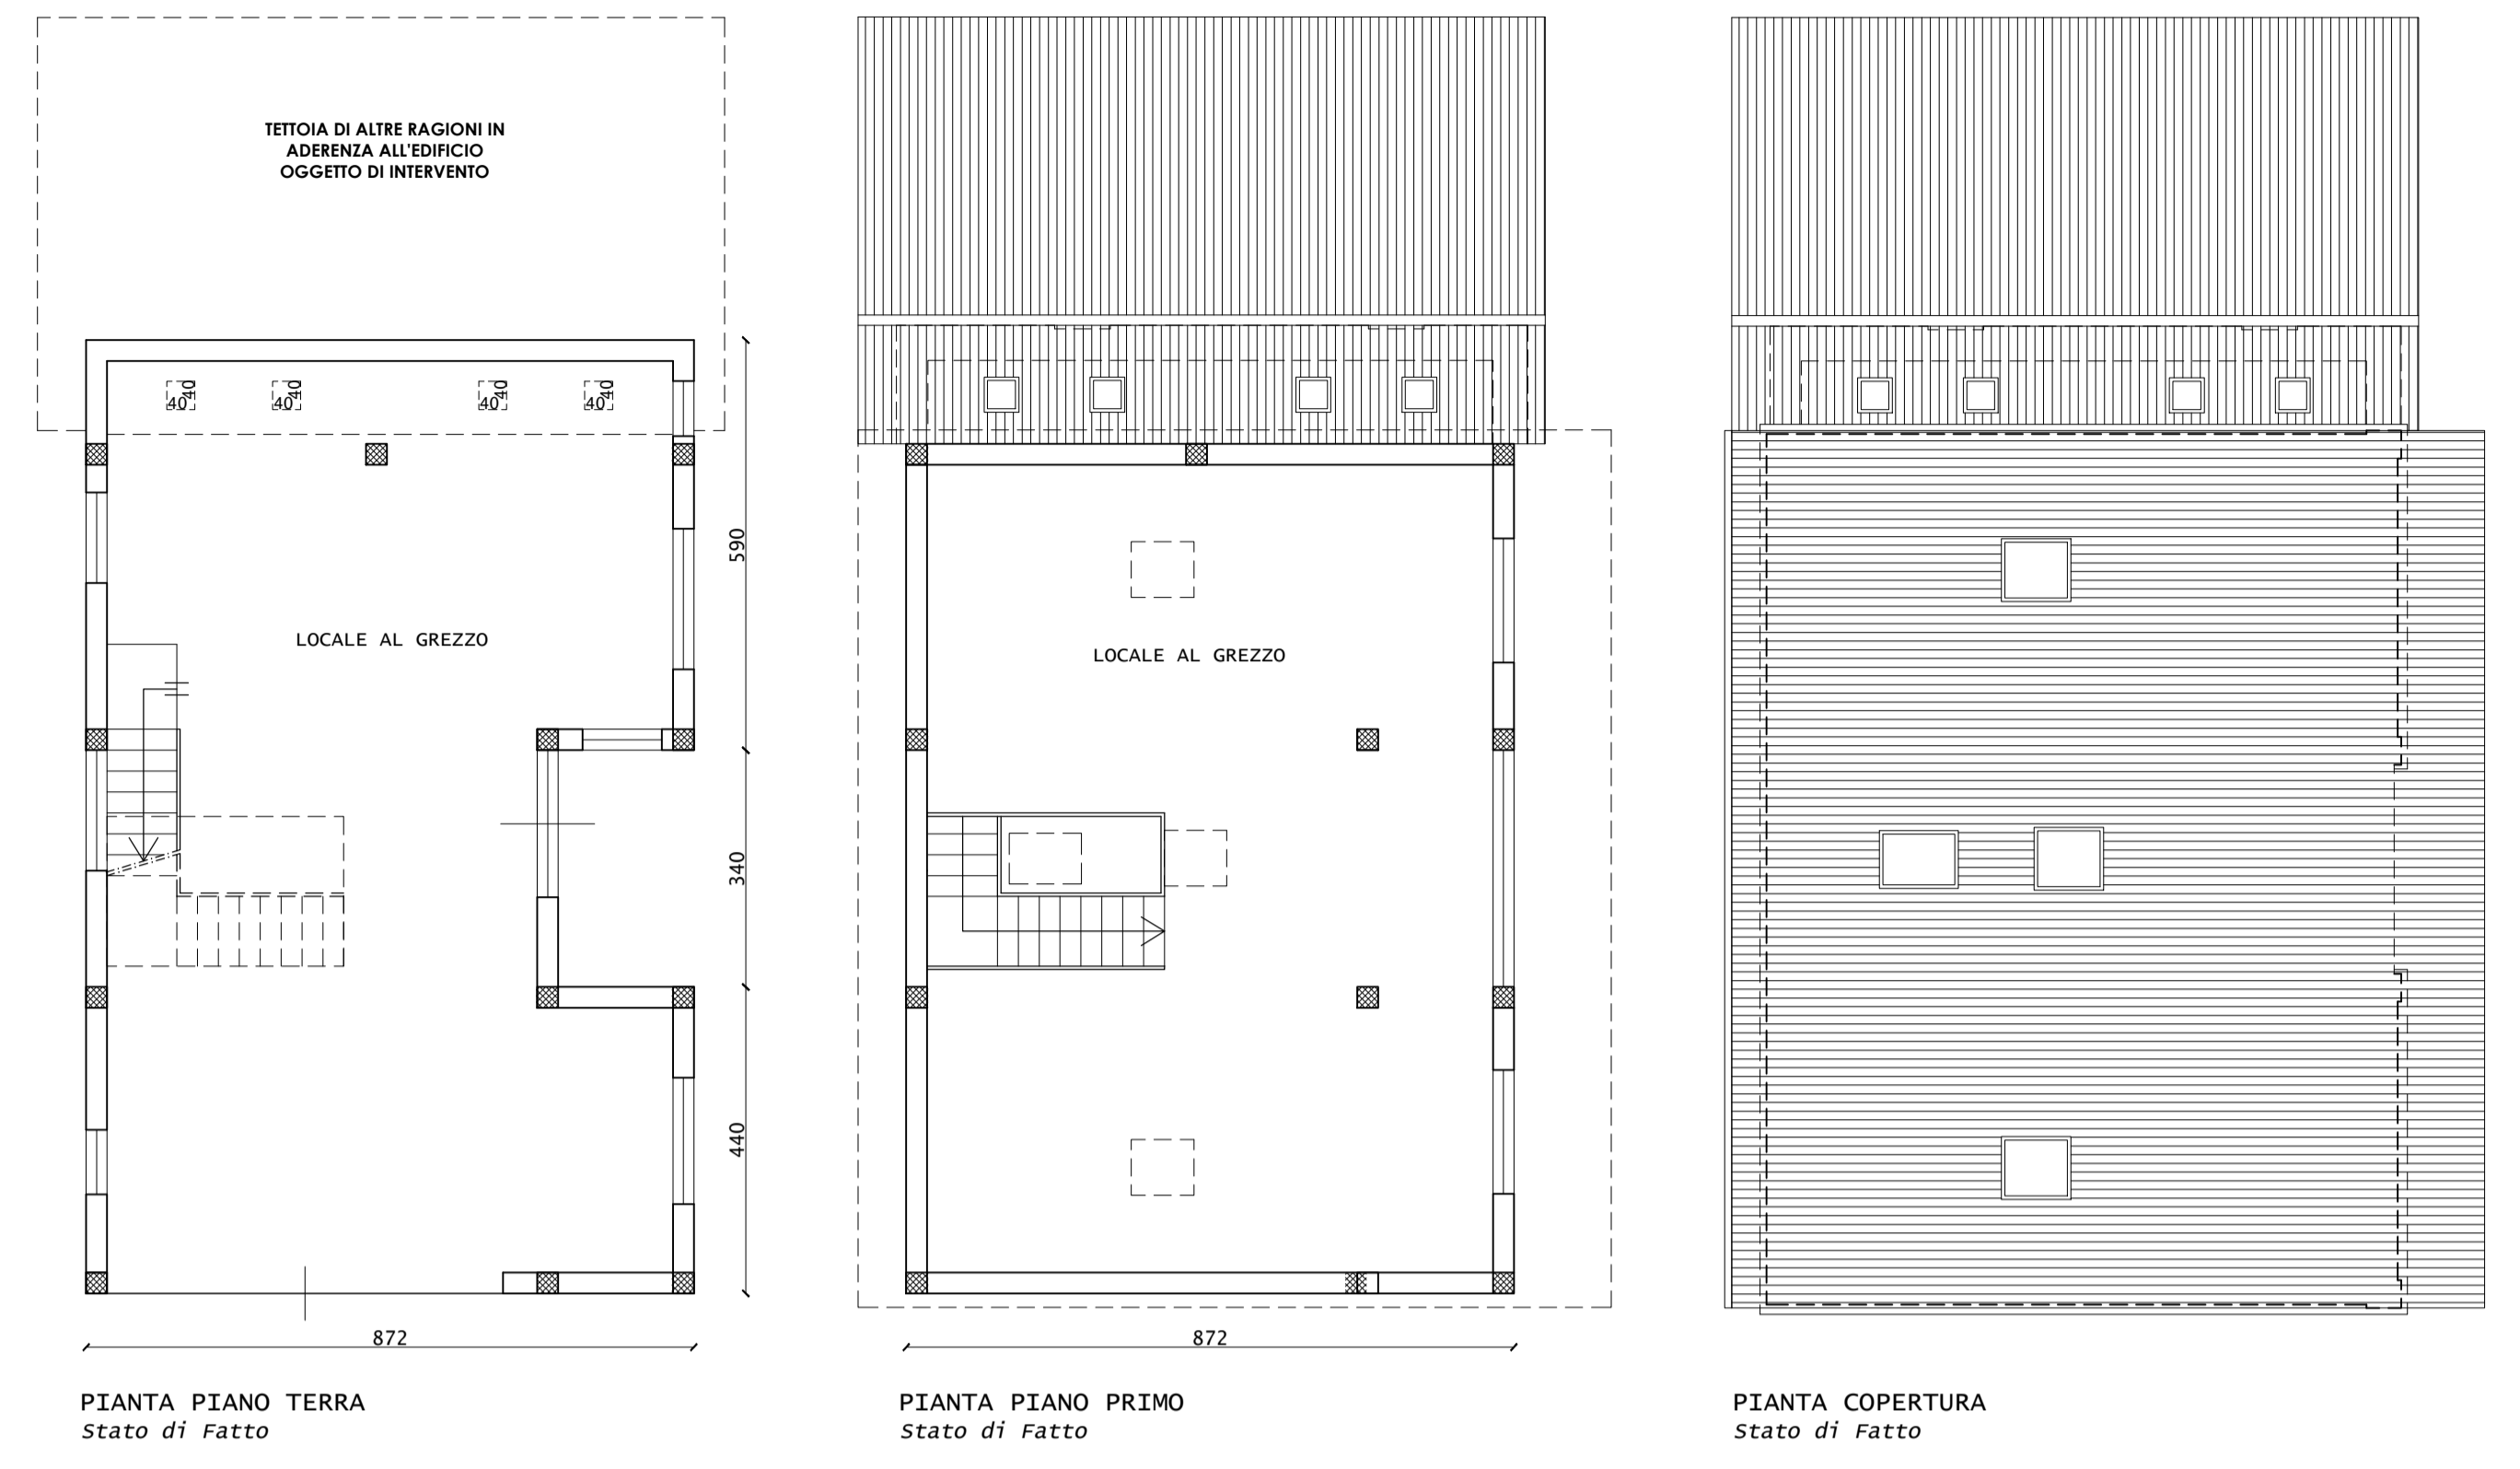 TETTOIA DI ALTRE RAGIONI IN
ADERENZA ALL'EDIFICIO
OGGETTO DI INTERVENTO
40 40
40 40
40 40
40 40
590
LOCALE AL GREZZO
340
440
872
PIANTA PIANO TERRA
Stato di Fatto
LOCALE AL GREZZO
872
PIANTA PIANO PRIMO
Stato di Fatto
PIANTA COPERTURA
Stato di Fatto